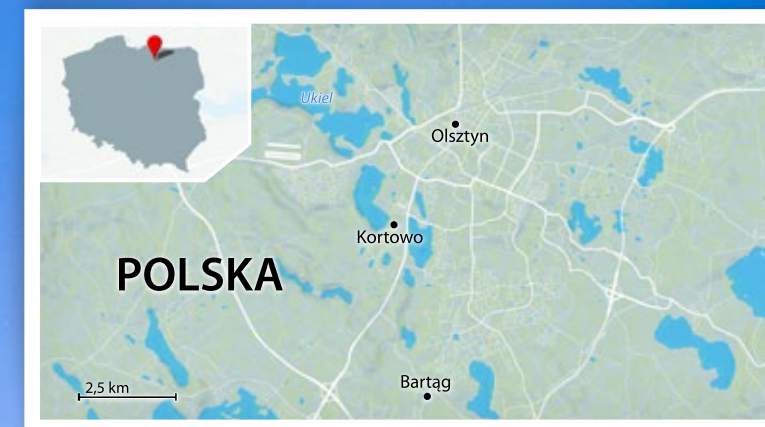 Ukiel
Olsztyn
Kortowo
POLSKA
Bartąg
2,5 km